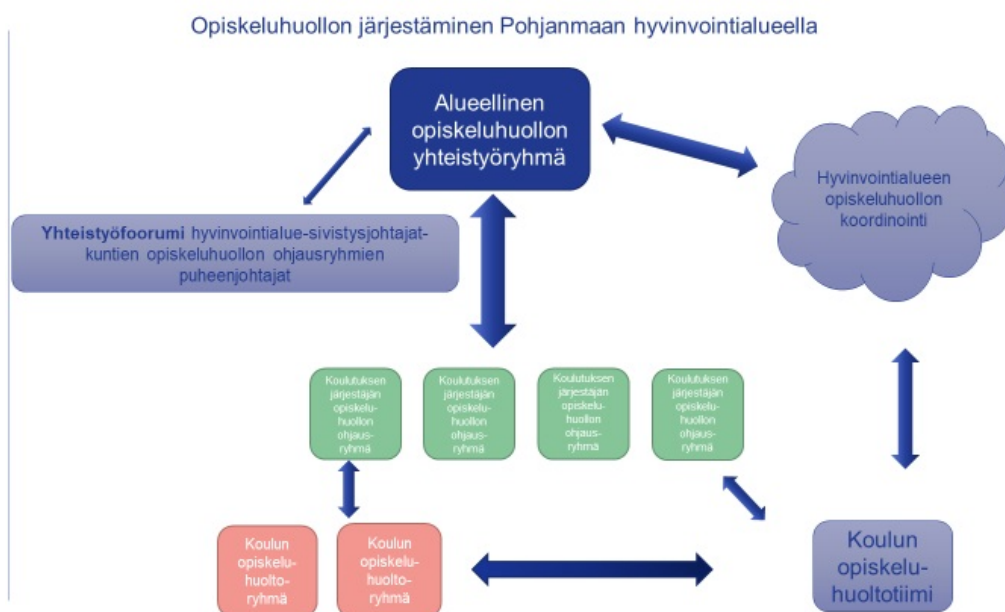 Opiskeluhuollon järjestäminen Pohjanmaan hyvinvointialueella
Alueellinen
opiskeluhuollon
yhteistyöryhmä
Hyvinvointialueen
opiskeluhuollon
koordinointi
Yhteistyöfoorumi hyvinvointialue-sivistysjohtajat-
kuntien opiskeluhuollon ohjausryhmien
puheenjohtajat
Koulutuksen
järjestäjän
opiskelu-
huollon
ohjaus-
ryhmä
Koulutuksen
järjestäjän
opiskelu-
huollon
ohjaus-
ryhmä
Koulutuksen
järjestäjän
opiskelu-
huollon
ohjaus-
ryhmä
Koulutuksen
järjestäjän
opiskelu-
huollon
ohjaus-
ryhmä
Koulun
opiskelu-
huolto-
ryhmä
Koulun
opiskelu-
huolto-
ryhmä
Koulun
opiskelu-
huoltotiimi